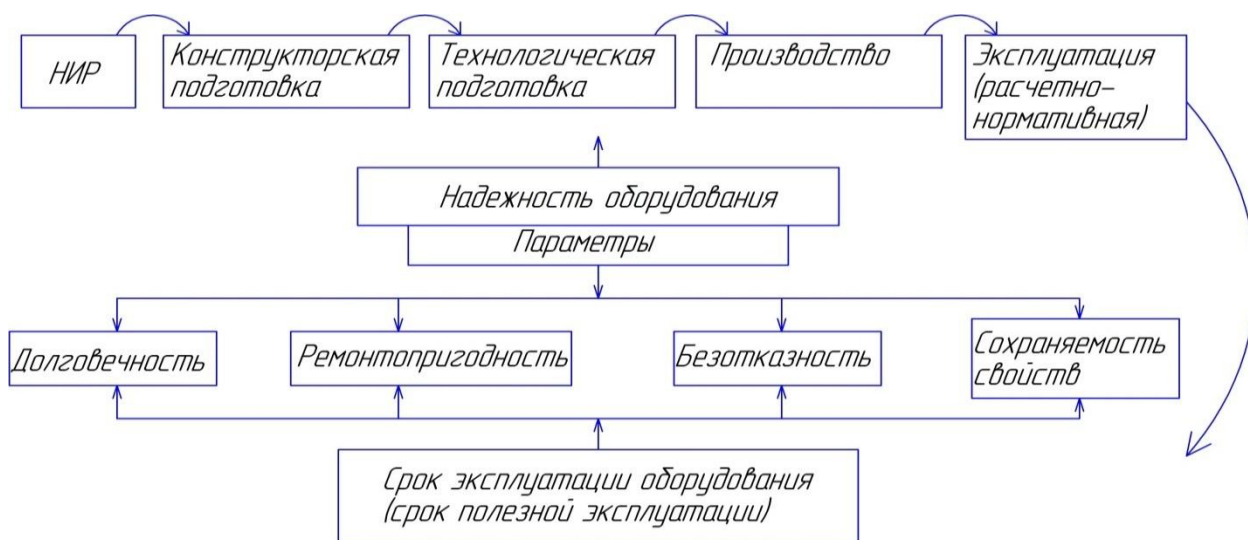 НИР
Конструкторская
подготовка
Технологическая
подготовка
Производство
Эксплуатация
(расчетно-
нормативная)
Надежность оборудования
Параметры
Долговечность
Ремонтопригодность
Безотказность
Сохраняемость
свойств
Срок эксплуатации оборудования
(срок полезной эксплуатации)